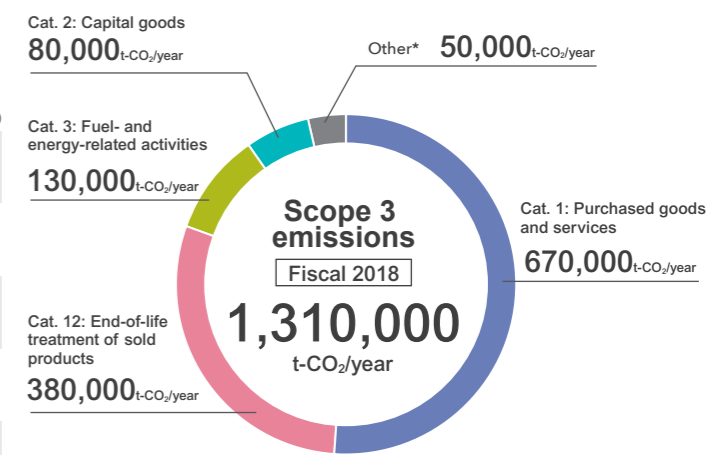 Cat. 2: Capital goods
80,000t-CO₂/year
Other* 50,000t-CO₂/year
Cat. 3: Fuel- and
energy-related activities
130,000t-CO₂/year
Scope 3
emissions
Fiscal 2018
1,310,000
t-CO₂/year
Cat. 1: Purchased goods
and services
670,000t-CO₂/year
Cat. 12: End-of-life
treatment of sold
products
380,000t-CO₂/year